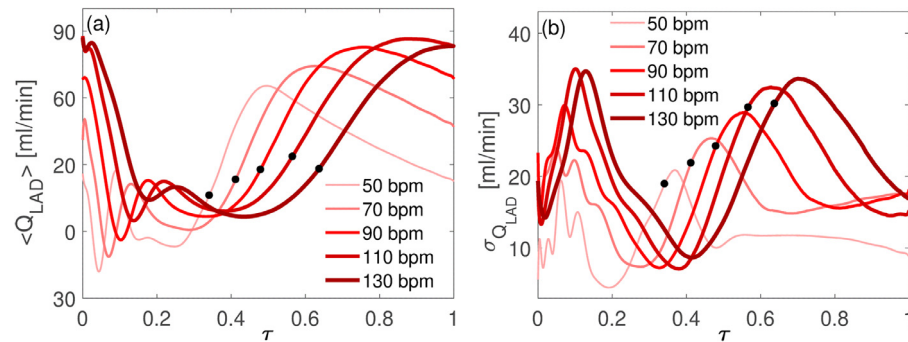 (a)
<Q_LAD> [ml/min]
90
60
20
0
30
0 0.2 0.4 0.6 0.8 1
τ
50 bpm
70 bpm
90 bpm
110 bpm
130 bpm
(b)
σ_Q_LAD [ml/min]
40
30
20
10
0 0.2 0.4 0.6 0.8 1
τ
50 bpm
70 bpm
90 bpm
110 bpm
130 bpm